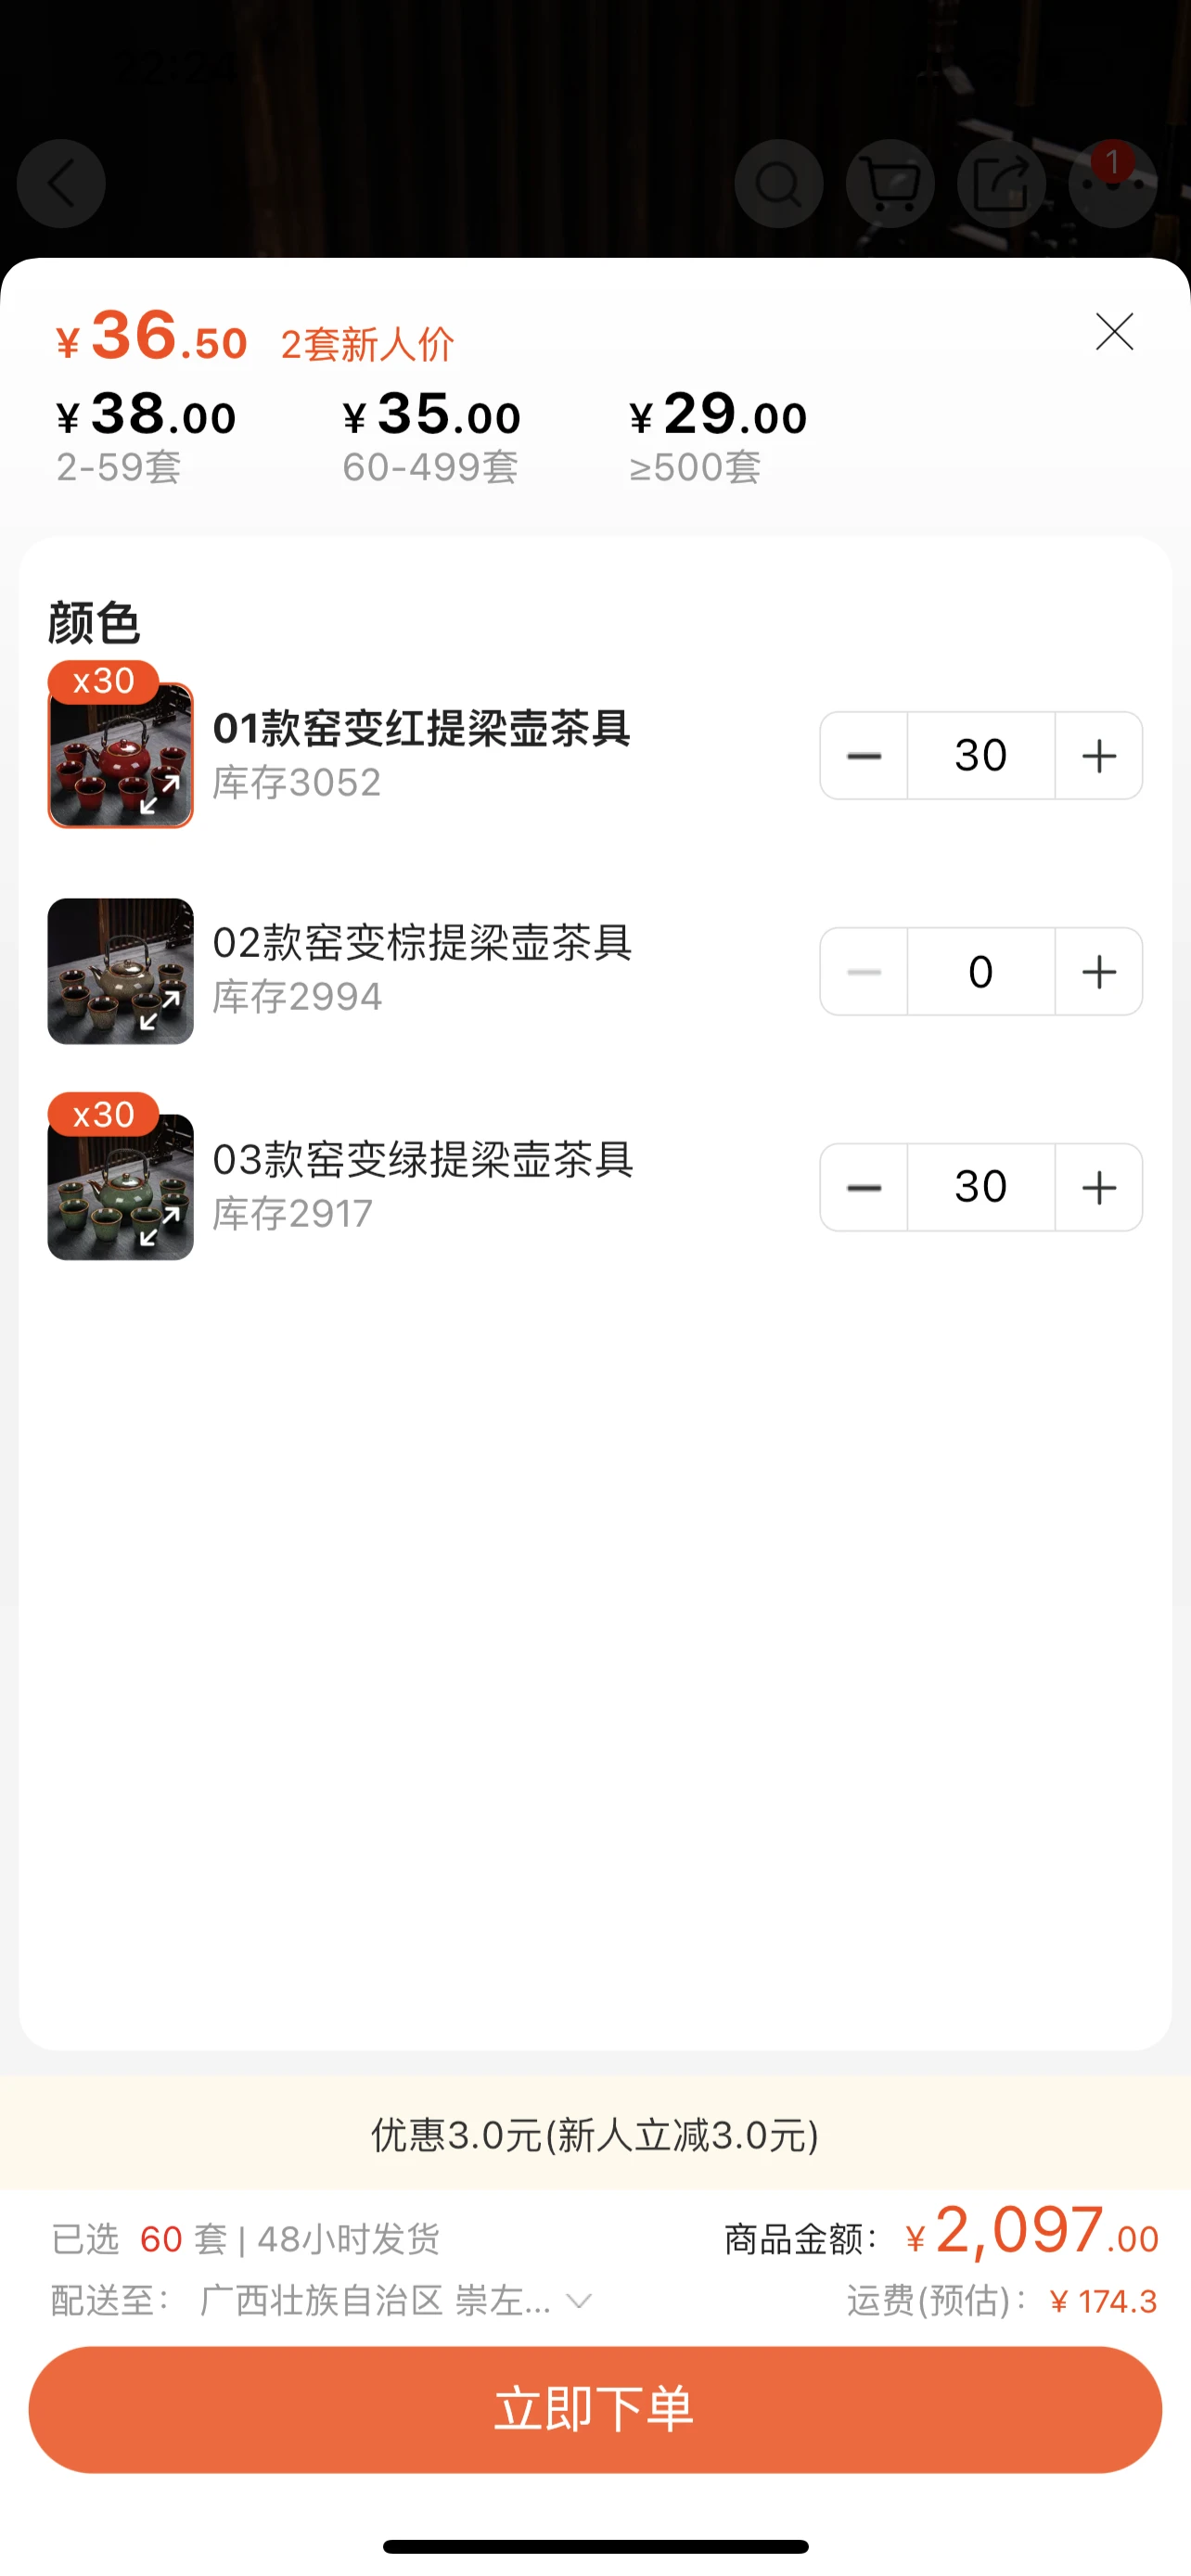 1
¥36.50 2套新人价
¥38.00 ¥35.00 ¥29.00
2-59套 60-499套 ≥500套
颜色
x30
01款窑变红提梁壶茶具
库存3052
30
02款窑变棕提梁壶茶具
库存2994
0
x30
03款窑变绿提梁壶茶具
库存2917
30
优惠3.0元(新人立减3.0元)
已选 60 套 | 48小时发货 商品金额：¥2,097.00
配送至： 广西壮族自治区 崇左... 运费(预估)：¥174.3
立即下单